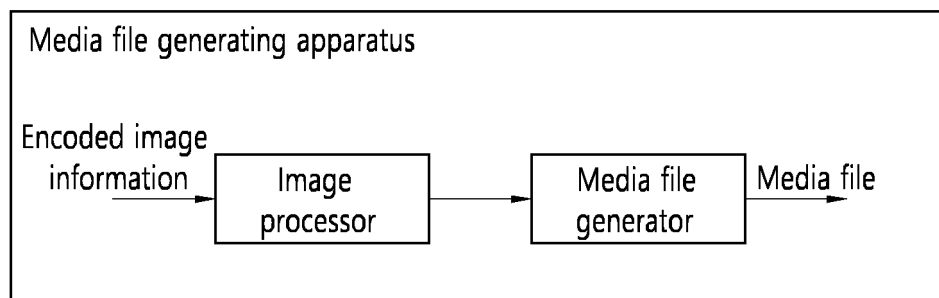 Media file generating apparatus
Encoded image
information
Image
processor
Media file
generator
Media file